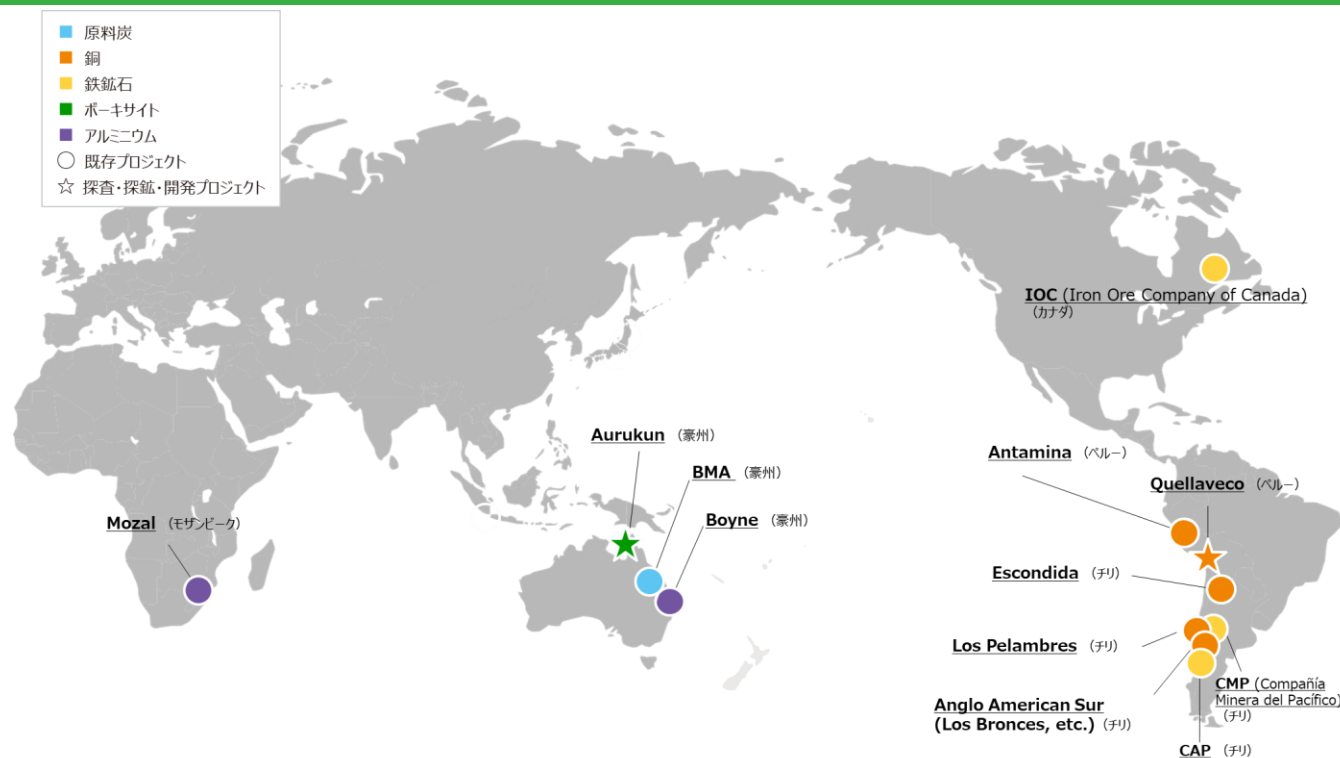 原料炭
銅
鉄鉱石
ボーキサイト
アルミニウム
既存プロジェクト
探査・探鉱・開発プロジェクト
IOC (Iron Ore Company of Canada)
（カナダ）
Aurukun （豪州）
BMA （豪州）
Boyne （豪州）
Mozal （モザンビーク）
Antamina （ペルー）
Quellaveco （ペルー）
Escondida （チリ）
Los Pelambres （チリ）
Anglo American Sur
(Los Bronces, etc.) （チリ）
CMP (Compañía
Minera del Pacífico)
（チリ）
CAP （チリ）